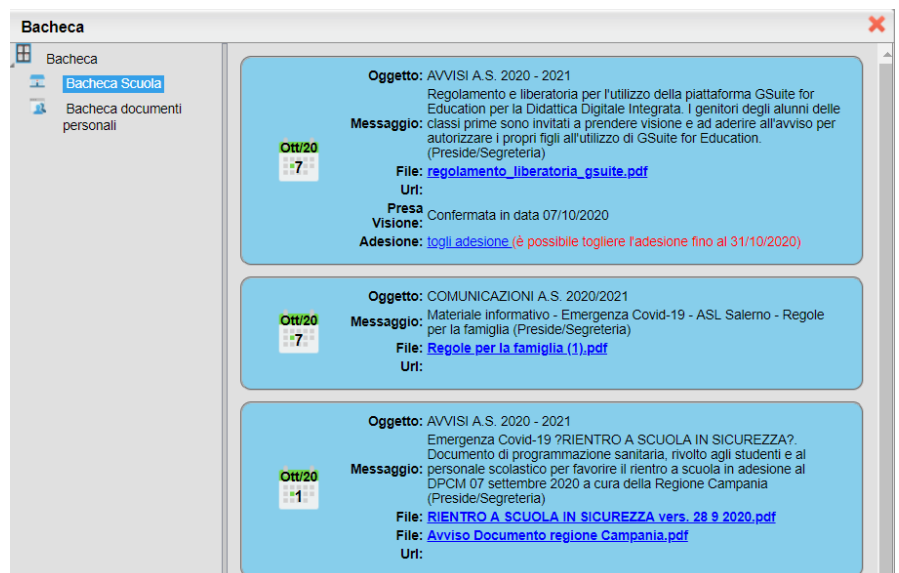 Bacheca
Bacheca
Bacheca Scuola
Bacheca documenti
personali
Ott/20
7
Oggetto: AVVISI A.S. 2020 - 2021
Messaggio: Regolamento e liberatoria per l'utilizzo della piattaforma GSuite for
Education per la Didattica Digitale Integrata. I genitori degli alunni delle
classi prime sono invitati a prendere visione e ad aderire all'avviso per
autorizzare i propri figli all'utilizzo di GSuite for Education.
(Preside/Segreteria)
File: regolamento_liberatoria_gsuite.pdf
Url:
Presa
Visione: Confermata in data 07/10/2020
Adesione: togli adesione (è possibile togliere l'adesione fino al 31/10/2020)
Ott/20
7
Oggetto: COMUNICAZIONI A.S. 2020/2021
Messaggio: Materiale informativo - Emergenza Covid-19 - ASL Salerno - Regole
per la famiglia (Preside/Segreteria)
File: Regole per la famiglia (1).pdf
Url:
Ott/20
1
Oggetto: AVVISI A.S. 2020 - 2021
Messaggio: Emergenza Covid-19 ?RIENTRO A SCUOLA IN SICUREZZA?.
Documento di programmazione sanitaria, rivolto agli studenti e al
personale scolastico per favorire il rientro a scuola in adesione al
DPCM 07 settembre 2020 a cura della Regione Campania
(Preside/Segreteria)
File: RIENTRO A SCUOLA IN SICUREZZA vers. 28 9 2020.pdf
File: Avviso Documento regione Campania.pdf
Url: